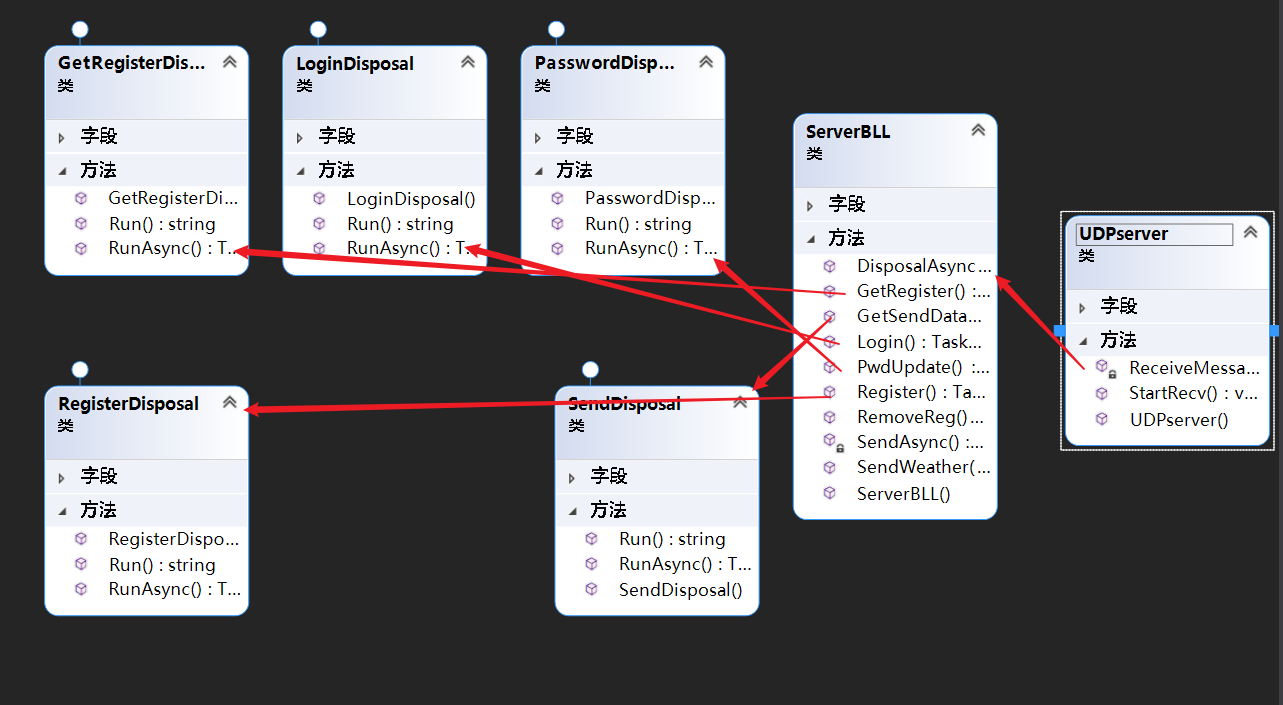 GetRegisterDis...
类
字段
方法
GetRegisterDi...
Run() : string
RunAsync() : T...
LoginDisposal
类
字段
方法
LoginDisposal()
Run() : string
RunAsync() : T...
PasswordDisp...
类
字段
方法
PasswordDisp...
Run() : string
RunAsync() : T...
ServerBLL
类
字段
方法
DisposalAsync...
GetRegister() :...
GetSendData...
Login() : Task...
PwdUpdate() :...
Register() : Ta...
RemoveReg()...
SendAsync() :...
SendWeather(...
ServerBLL()
UDPserver
类
字段
方法
ReceiveMessa...
StartRecv() : v...
UDPserver()
RegisterDisposal
类
字段
方法
RegisterDispo...
Run() : string
RunAsync() : T...
SendDisposal
类
字段
方法
Run() : string
RunAsync() : T...
SendDisposal()